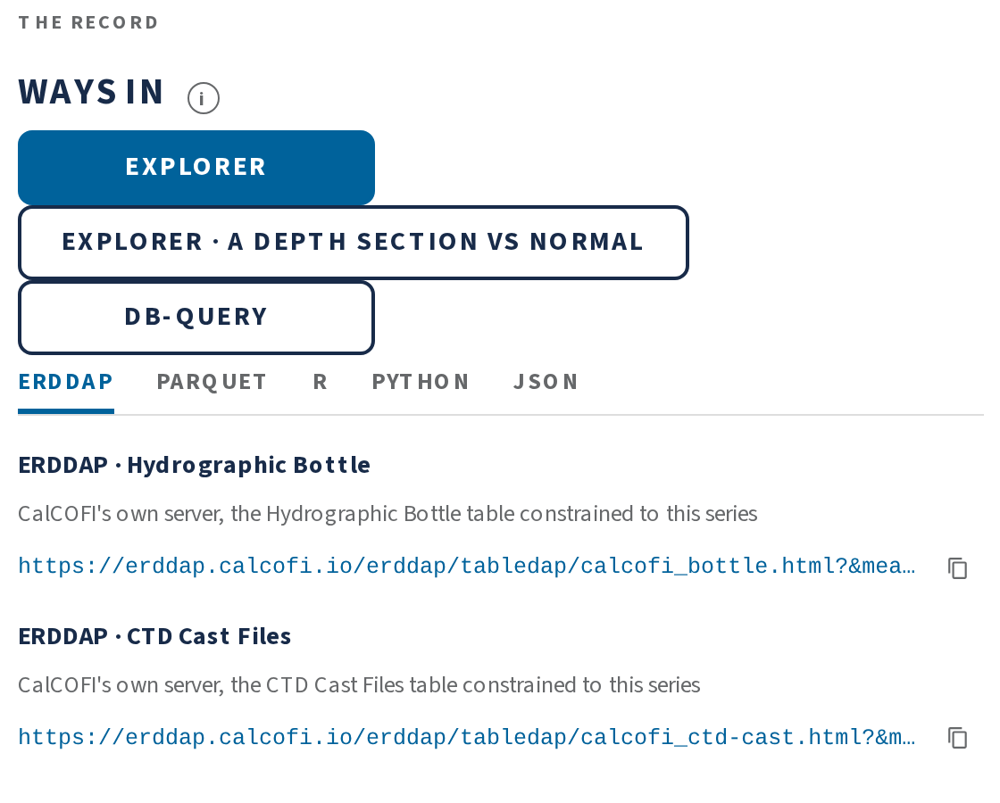 THE RECORD
WAYS IN i
EXPLORER
EXPLORER · A DEPTH SECTION VS NORMAL
DB-QUERY
ERDDAP PARQUET R PYTHON JSON
ERDDAP · Hydrographic Bottle
CalCOFI's own server, the Hydrographic Bottle table constrained to this series
https://erddap.calcofi.io/erddap/tabledap/calcofi_bottle.html?&mea…
ERDDAP · CTD Cast Files
CalCOFI's own server, the CTD Cast Files table constrained to this series
https://erddap.calcofi.io/erddap/tabledap/calcofi_ctd-cast.html?&m…